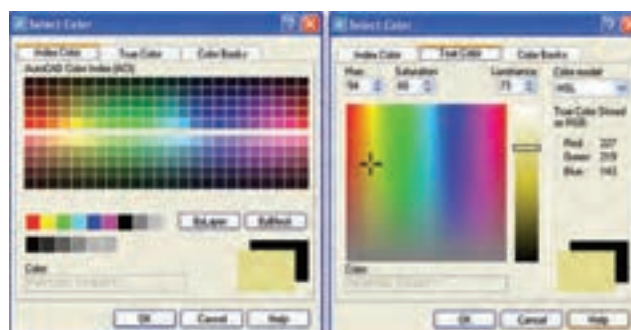 Select Color
Index Color True Color Color Books
AutoCAD Color Index (ACI)
ByLayer ByBlock
Color
OK Cancel Help
Select Color
Index Color True Color Color Books
Hue: Saturation Luminance: Color model:
HSL
True Color Stored
as RGB:
Red:
Green:
Blue:
Color
OK Cancel Help